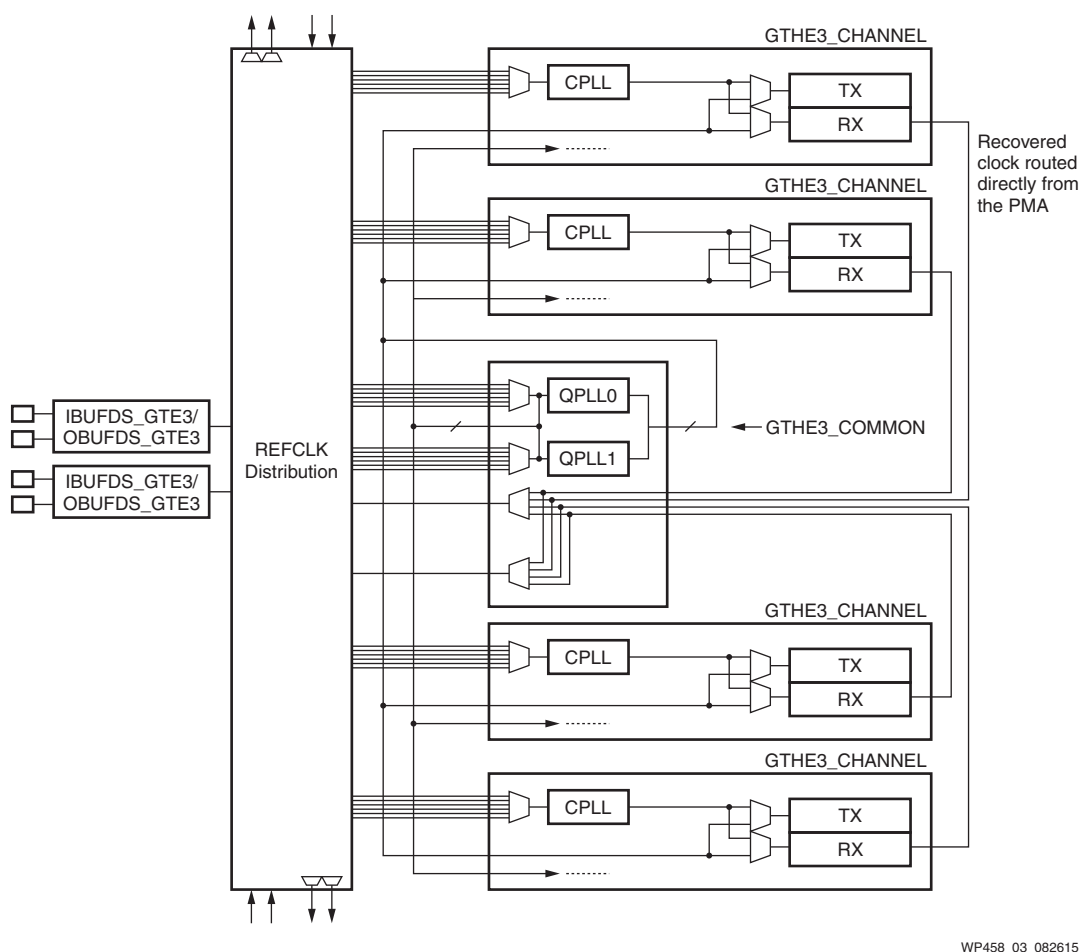 GTHE3_CHANNEL
CPLL
TX
RX
Recovered
clock routed
directly from
the PMA
GTHE3_CHANNEL
CPLL
TX
RX
IBUFDS_GTE3/
OBUFDS_GTE3
IBUFDS_GTE3/
OBUFDS_GTE3
REFCLK
Distribution
QPLL0
QPLL1
GTHE3_COMMON
GTHE3_CHANNEL
CPLL
TX
RX
GTHE3_CHANNEL
CPLL
TX
RX
WP458_03_082615